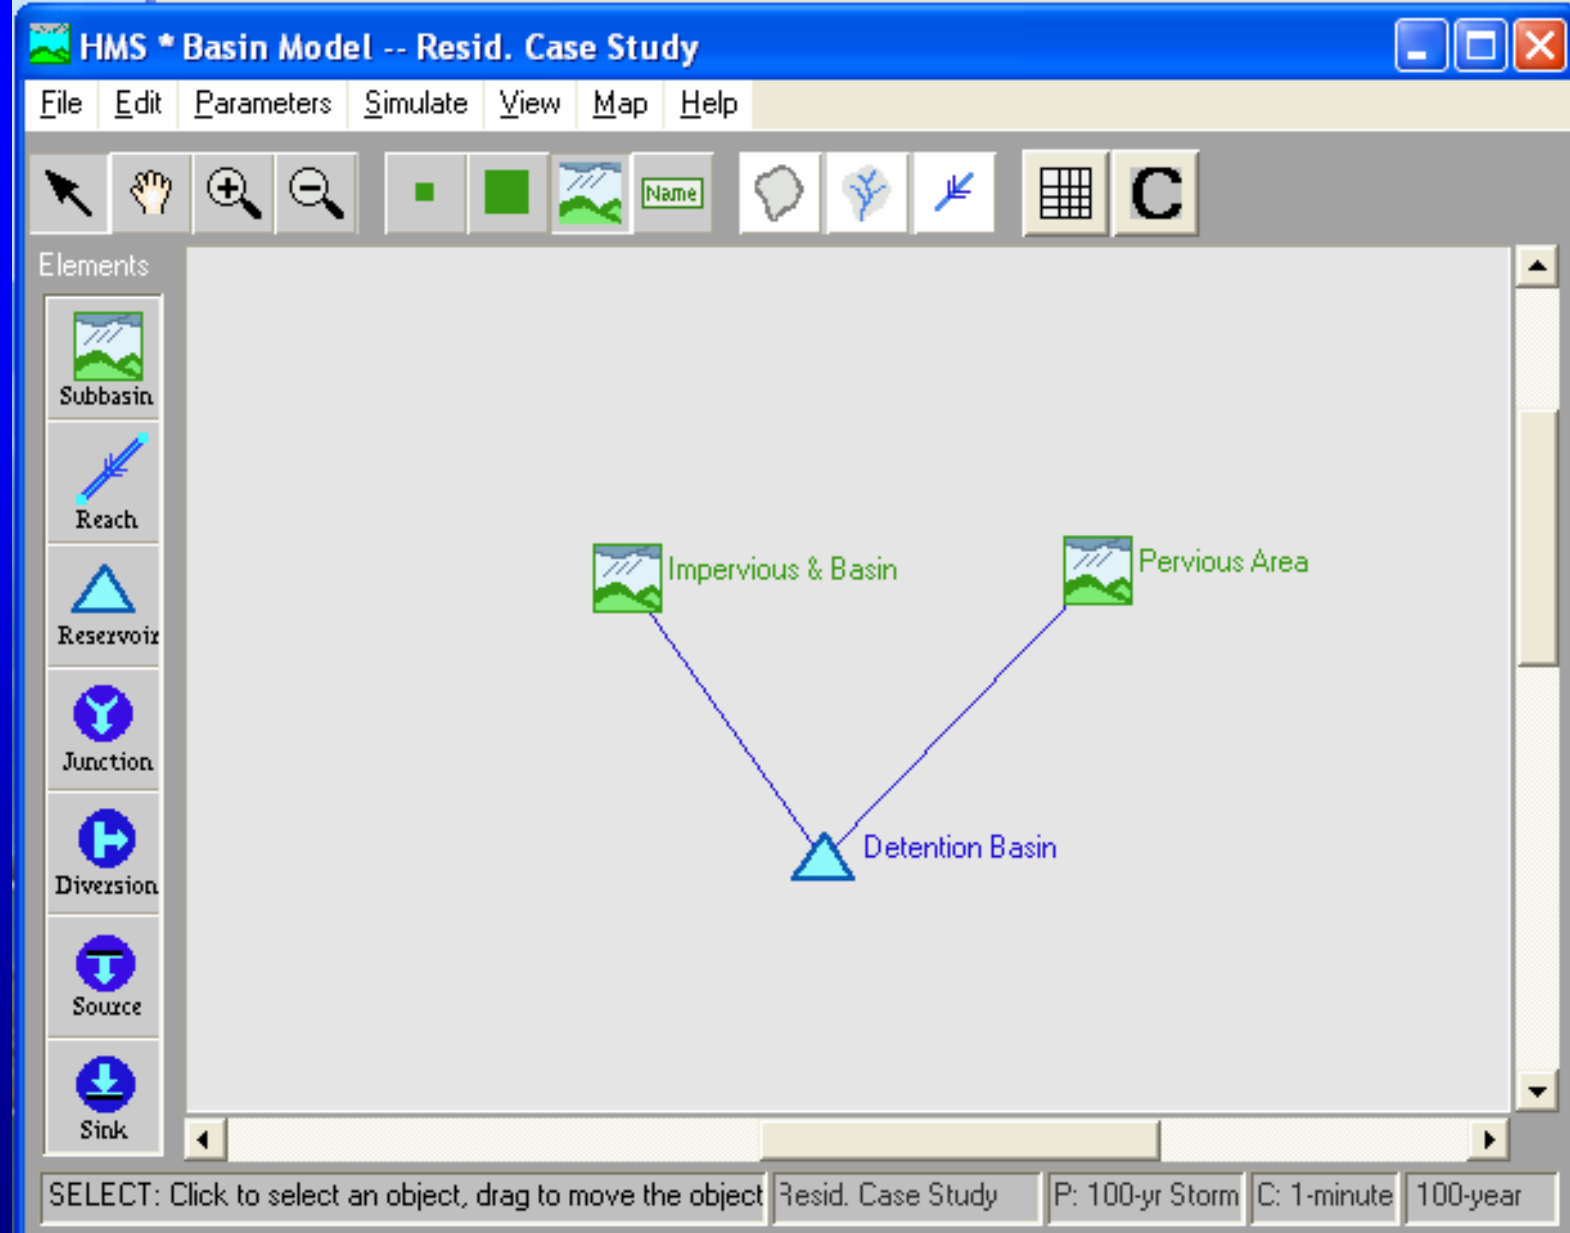 HMS * Basin Model -- Resid. Case Study
File Edit Parameters Simulate View Map Help
Name
C
Elements
Subbasin
Reach
Reservoir
Junction
Diversion
Source
Sink
Impervious & Basin
Pervious Area
Detention Basin
SELECT: Click to select an object, drag to move the object Resid. Case Study P: 100-yr Storm C: 1-minute 100-year